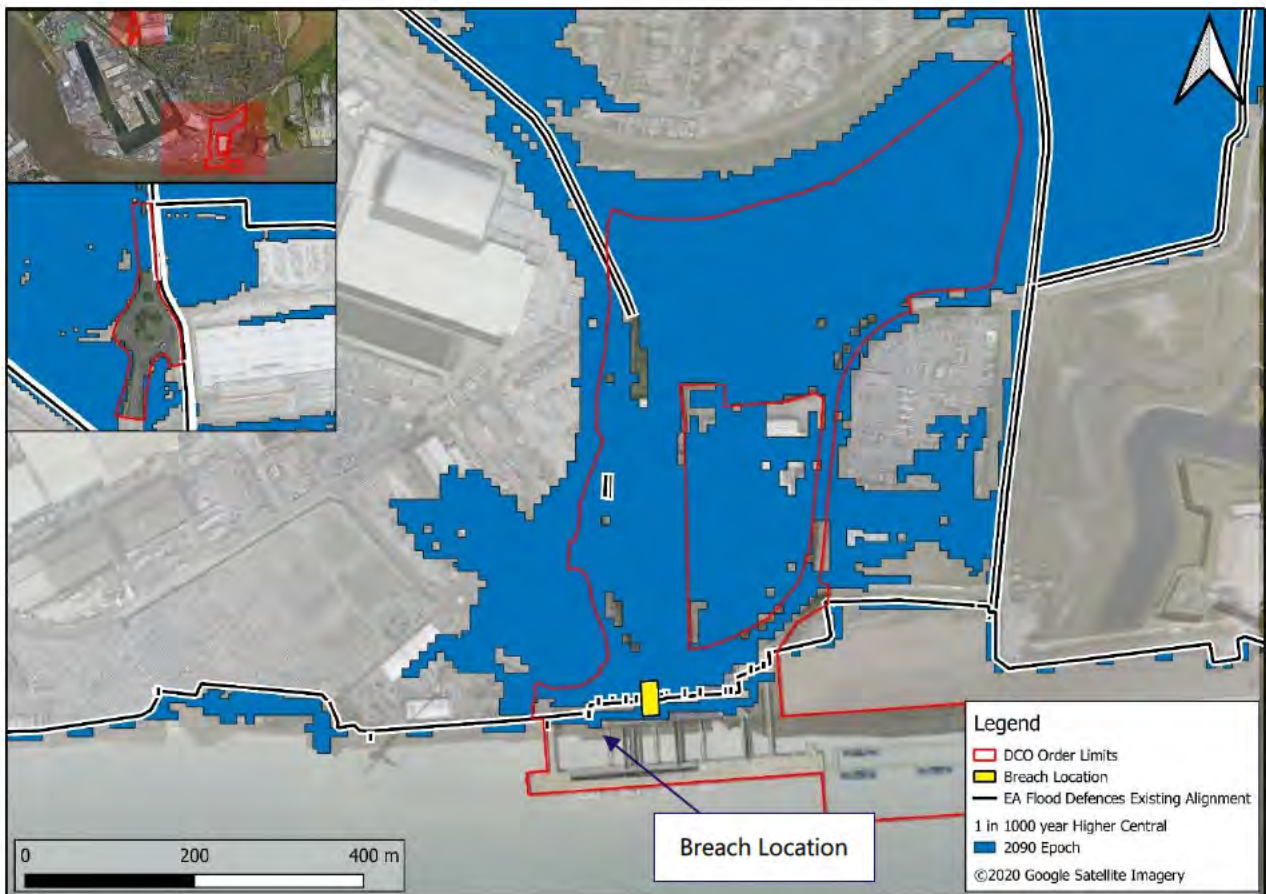 0 200 400 m
Breach Location
Legend
DCO Order Limits
Breach Location
EA Flood Defences Existing Alignment
1 in 1000 year Higher Central
2090 Epoch
©2020 Google Satellite Imagery